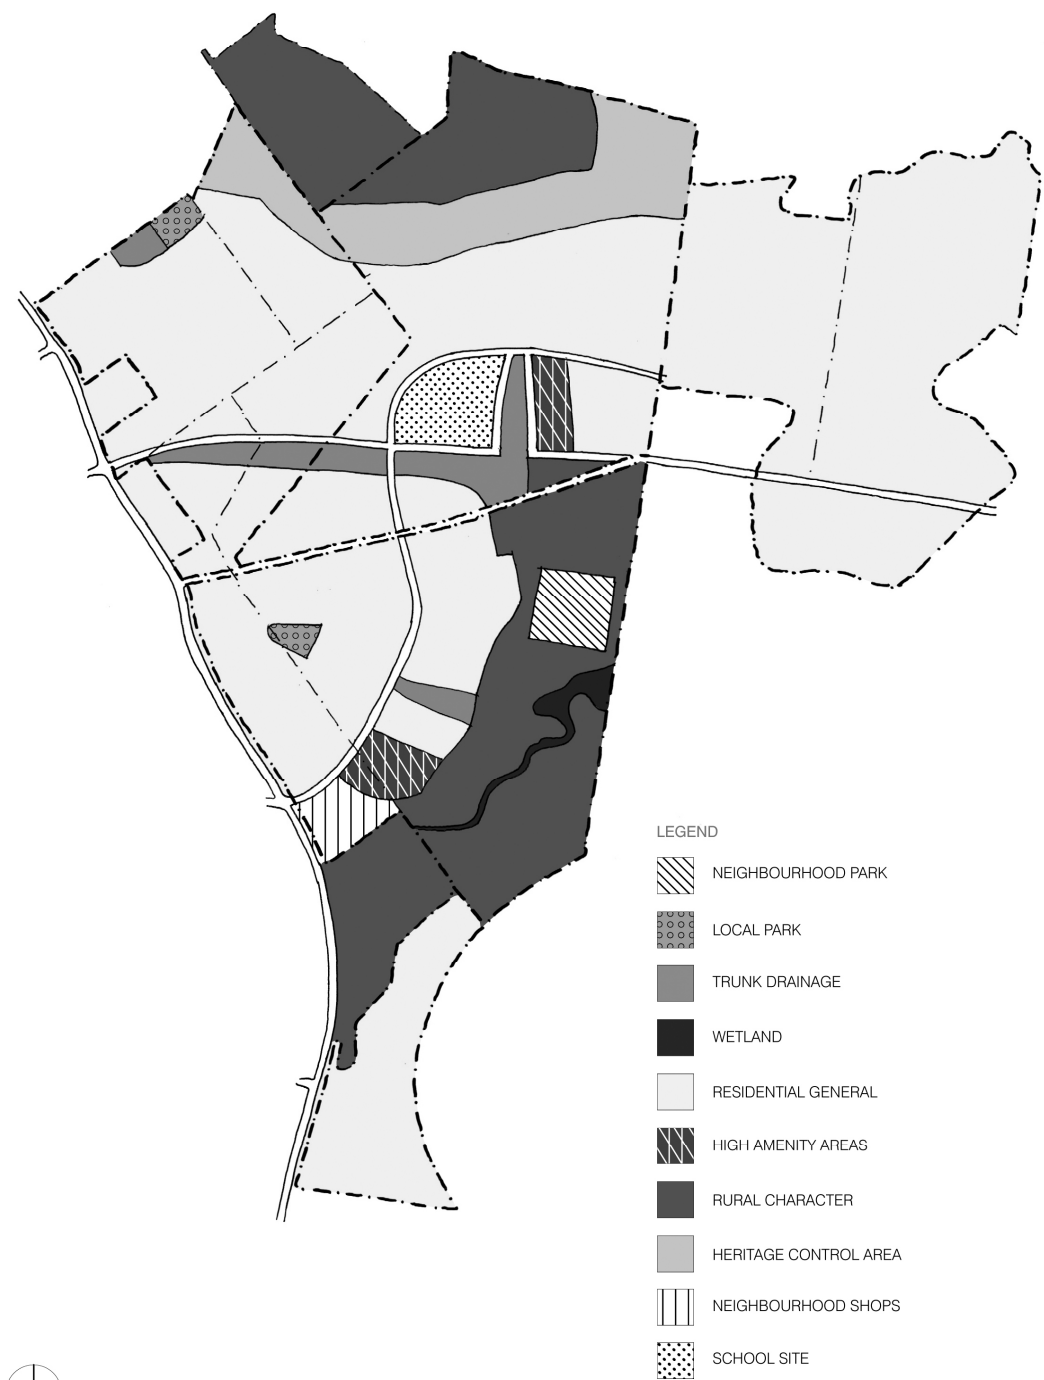 LEGEND
NEIGHBOURHOOD PARK
LOCAL PARK
TRUNK DRAINAGE
WETLAND
RESIDENTIAL GENERAL
HIGH AMENITY AREAS
RURAL CHARACTER
HERITAGE CONTROL AREA
NEIGHBOURHOOD SHOPS
SCHOOL SITE